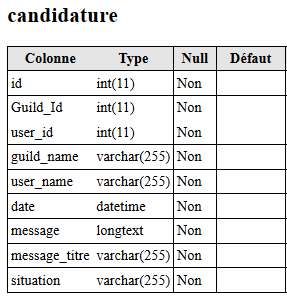 candidature
Colonne Type Null Défaut
id int(11) Non
Guild_Id int(11) Non
user_id int(11) Non
guild_name varchar(255) Non
user_name varchar(255) Non
date datetime Non
message longtext Non
message_titre varchar(255) Non
situation varchar(255) Non